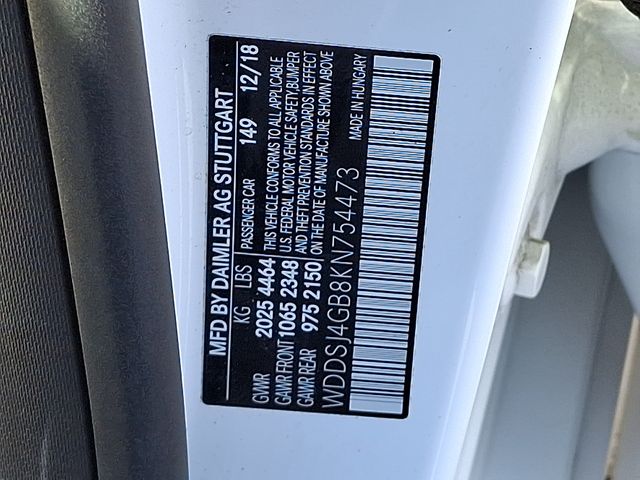 MFD BY DAIMLER AG STUTTGART
KG LBS PASSENGER CAR 149 12/18
GVWR 2025 4464 THIS VEHICLE CONFORMS TO ALL APPLICABLE
GAWR FRONT 1065 2348 U.S. FEDERAL MOTOR VEHICLE SAFETY,BUMPER
AND THEFT PREVENTION STANDARDS IN EFFECT
GAWR REAR 975 2150 ON THE DATE OF MANUFACTURE SHOWN ABOVE
WDDSJ4GB8KN754473 MADE IN HUNGARY